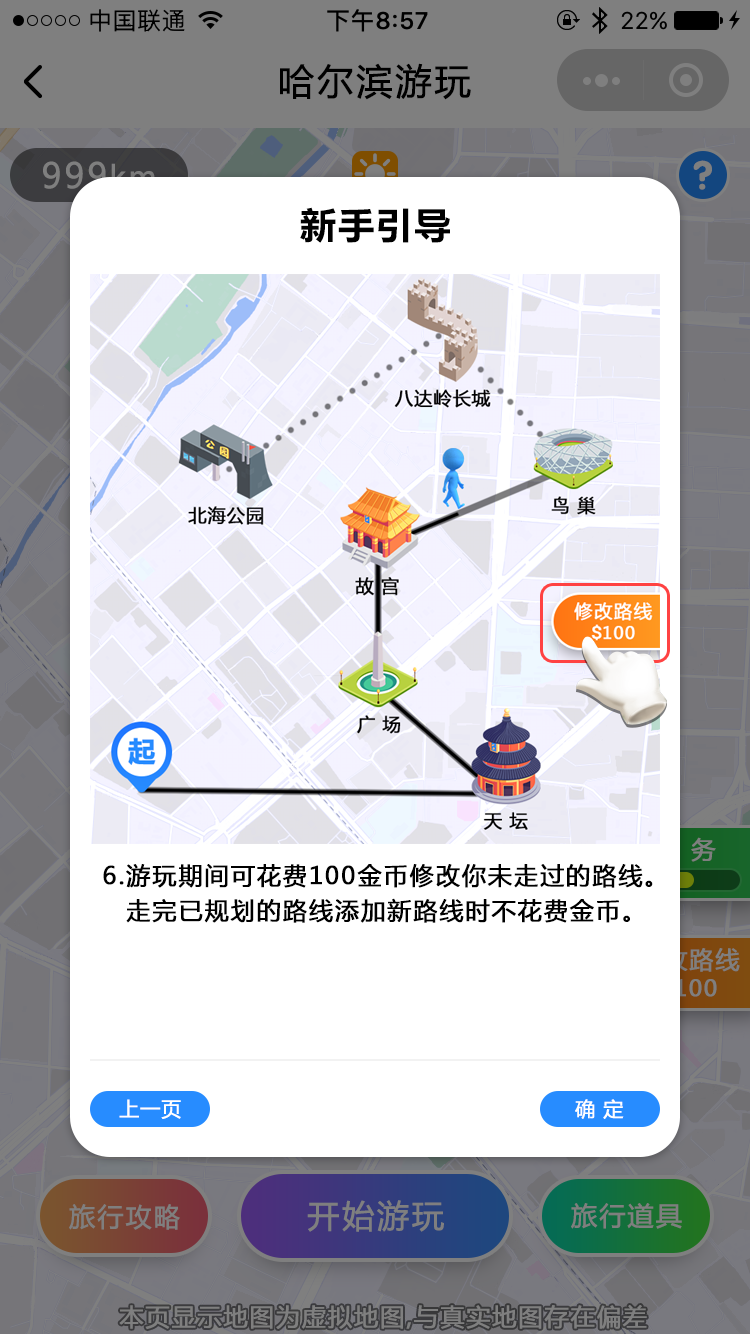 中国联通
下午8:57
22%
哈尔滨游玩
999km
?
新手引导
八达岭长城
公园
北海公园
鸟 巢
故 宫
修改路线
$100
广 场
起
天 坛
务
6.游玩期间可花费100金币修改你未走过的路线。
走完已规划的路线添加新路线时不花费金币。
改路线
100
上一页
确 定
旅行攻略
开始游玩
旅行道具
本页显示地图为虚拟地图,与真实地图存在偏差